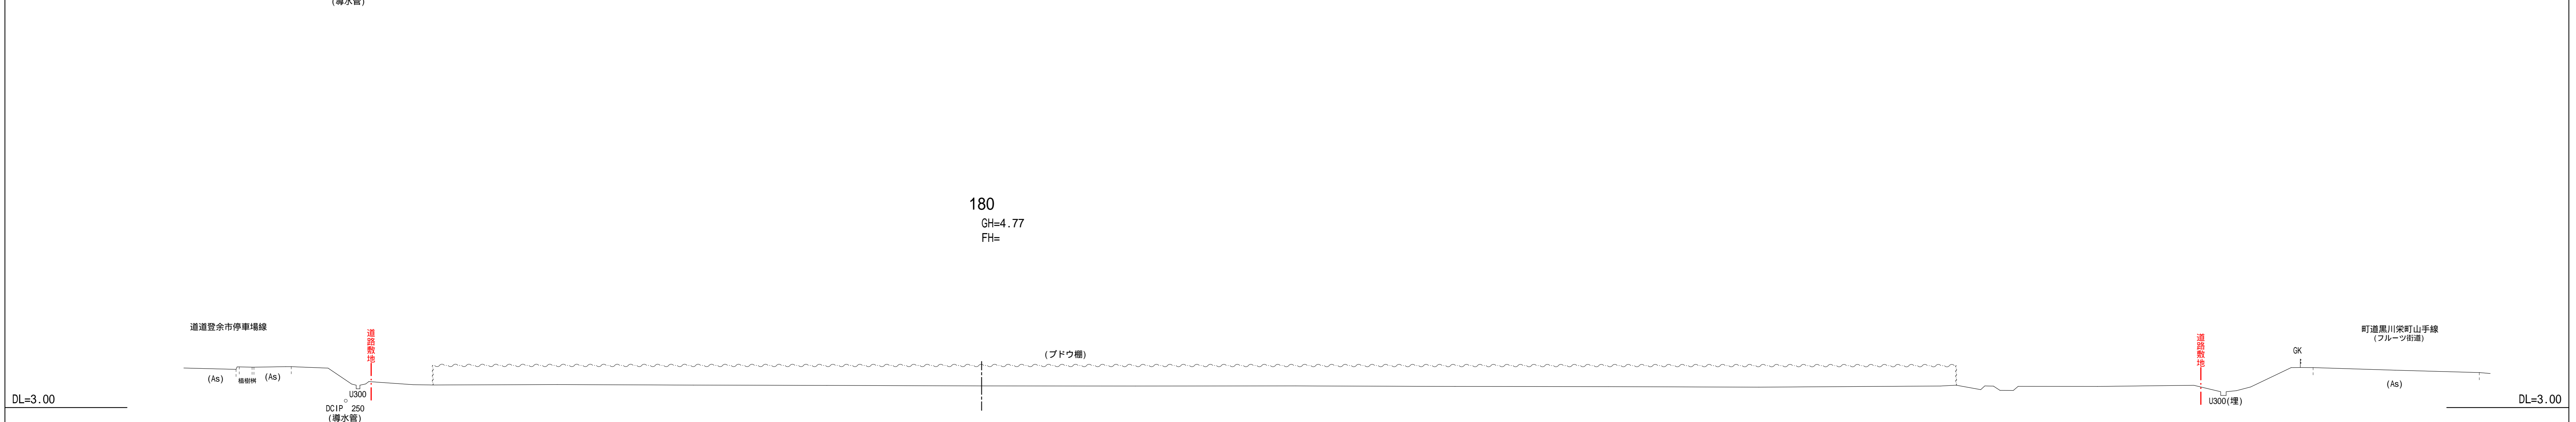 (導水管)
180
GH=4.77
FH=
道道登余市停車場線
道路敷地
(As)
植樹桝
(As)
U300
DCIP 250
(導水管)
DL=3.00
(ブドウ棚)
道路敷地
U300(埋)
GK
町道黒川栄町山手線
(フルーツ街道)
(As)
DL=3.00